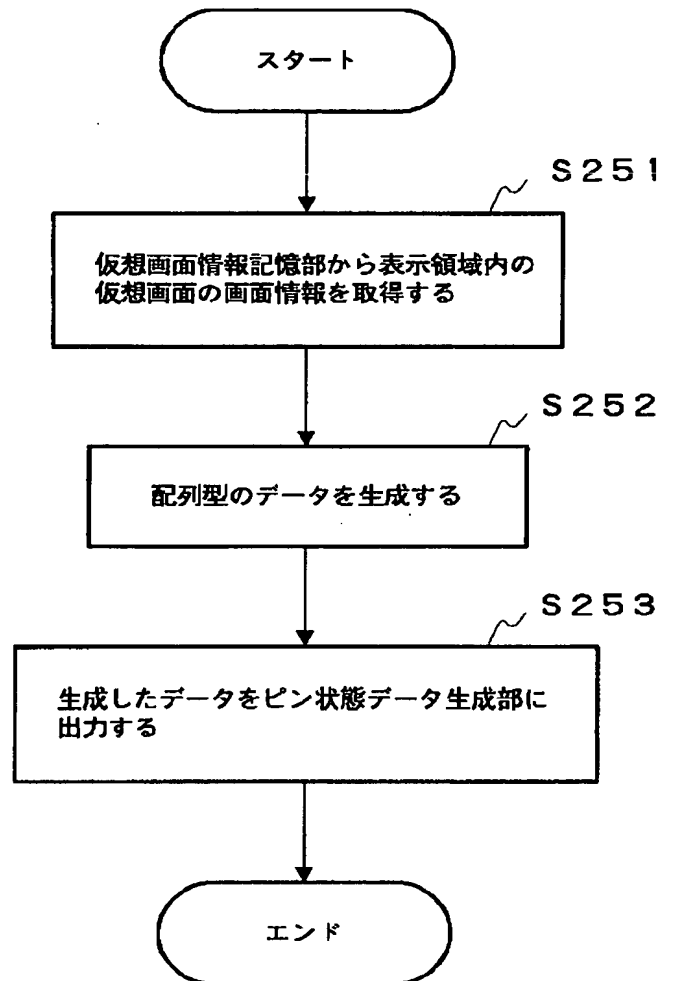 スタート
S251
仮想画面情報記憶部から表示領域内の
仮想画面の画面情報を取得する
S252
配列型のデータを生成する
S253
生成したデータをピン状態データ生成部に
出力する
エンド